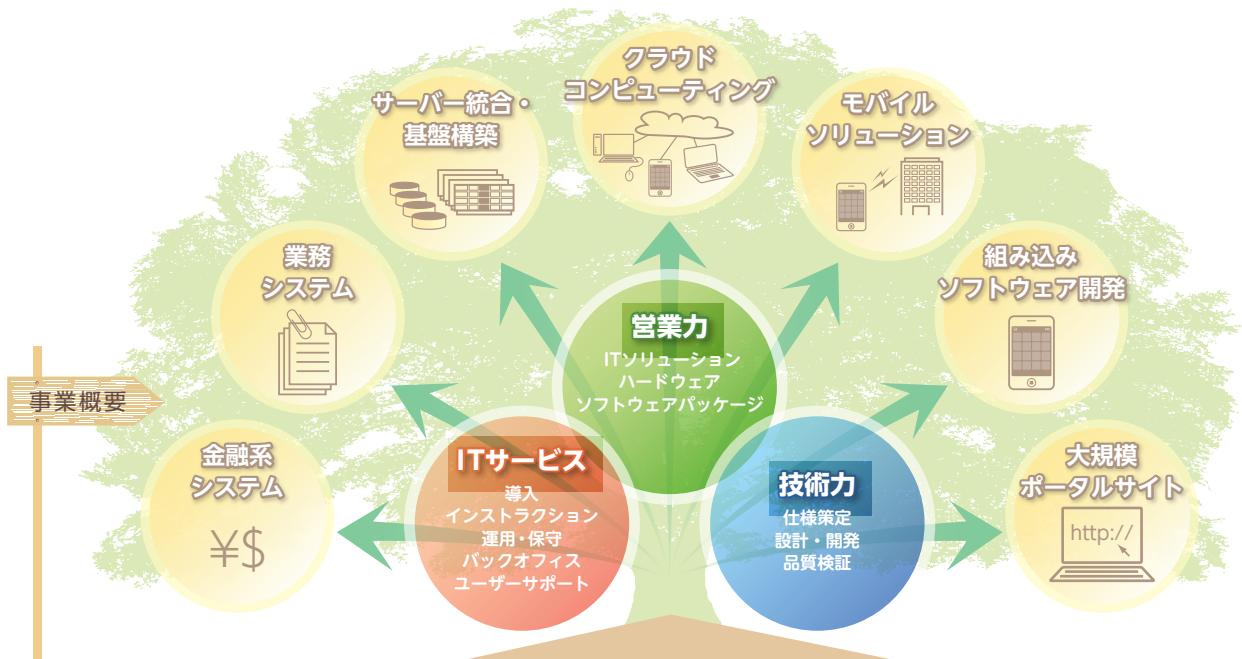 クラウド
コンピューティング
サーバー統合・
基盤構築
モバイル
ソリューション
業務
システム
組み込み
ソフトウェア開発
営業力
ITソリューション
ハードウェア
ソフトウェアパッケージ
事業概要
金融系
システム
¥$
ITサービス
導入
インストラクション
運用・保守
バックオフィス
ユーザーサポート
技術力
仕様策定
設計・開発
品質検証
大規模
ポータルサイト
http://